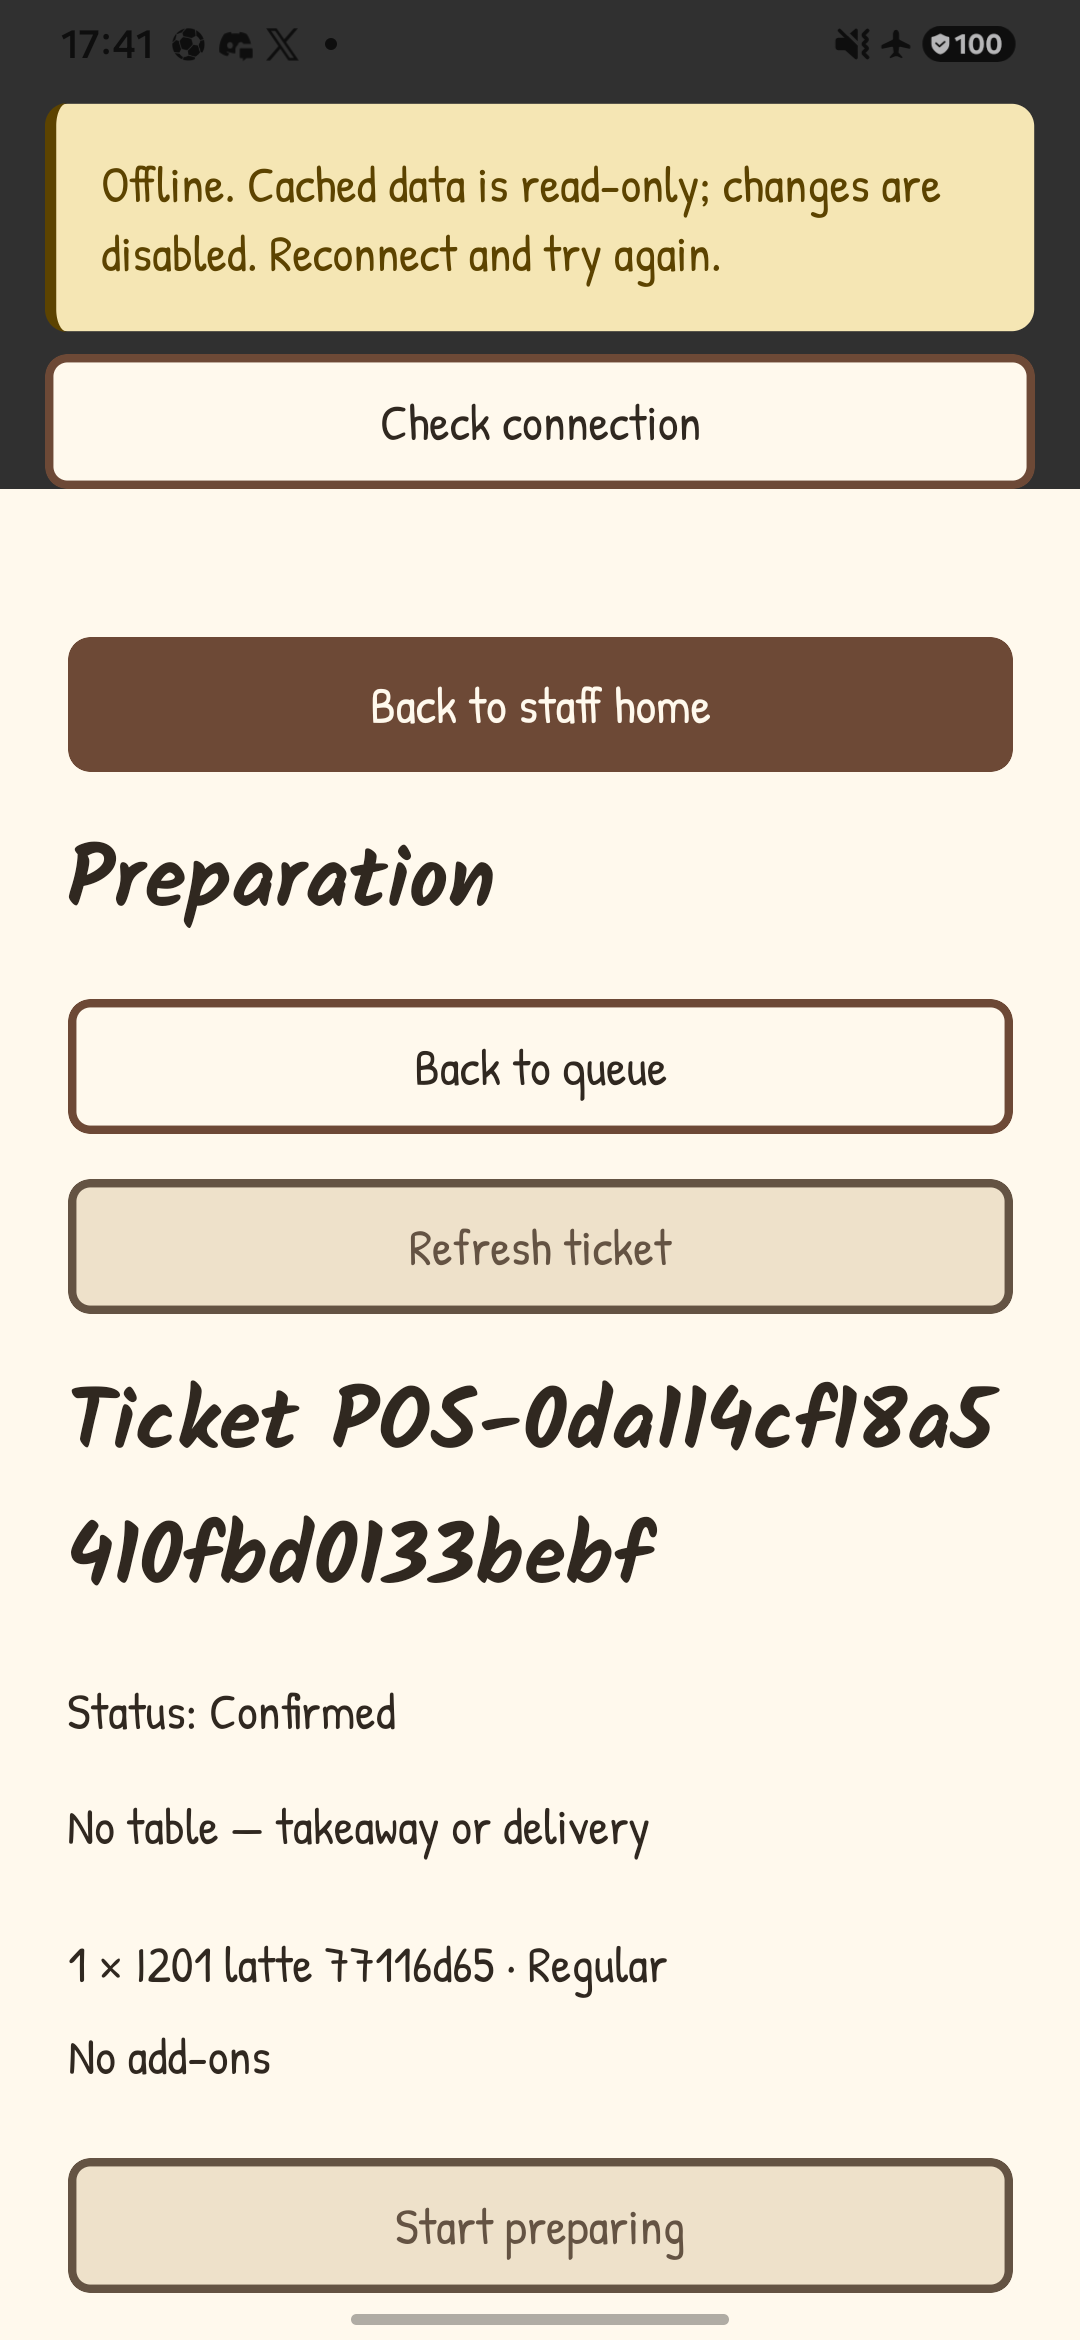 17:41
100
Offline. Cached data is read-only; changes are
disabled. Reconnect and try again.
Check connection
Back to staff home
Preparation
Back to queue
Refresh ticket
Ticket POS-0da114cf18a5
410fbd0133bebf
Status: Confirmed
No table — takeaway or delivery
1 × 1201 latte 77116d65 · Regular
No add-ons
Start preparing